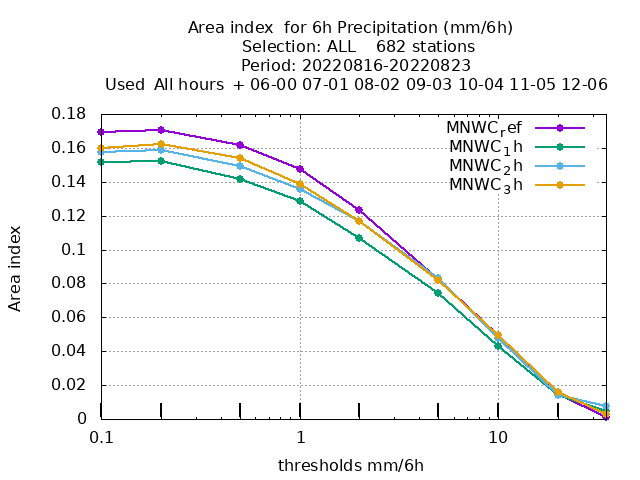 Area index  for 6h Precipitation (mm/6h)
Selection: ALL    682 stations
Period: 20220816-20220823
Used  All hours  + 06-00 07-01 08-02 09-03 10-04 11-05 12-06
MNWC_ref
MNWC_1h
MNWC_2h
MNWC_3h
Area index
0.18
0.16
0.14
0.12
0.1
0.08
0.06
0.04
0.02
0
0.1 1 10
thresholds mm/6h